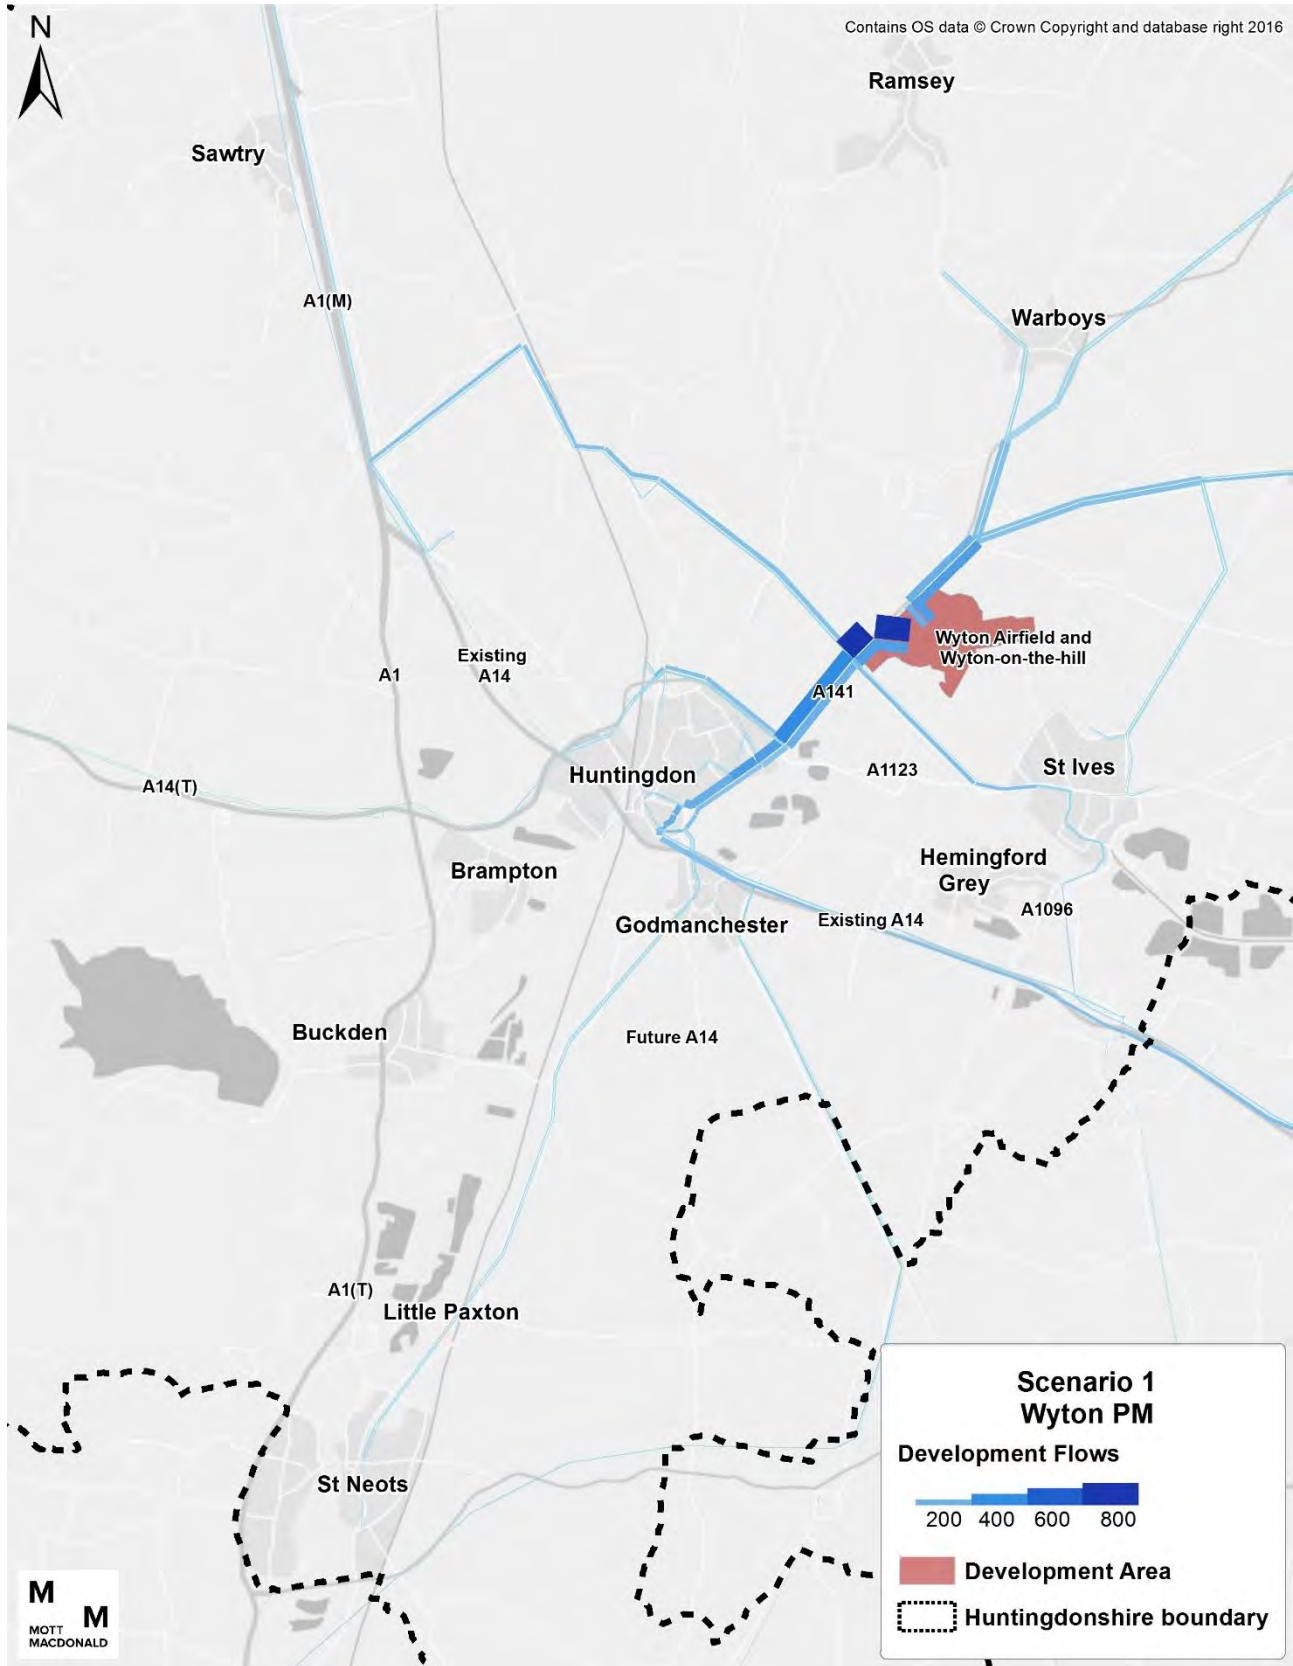 N
Contains OS data © Crown Copyright and database right 2016
Ramsey
Sawtry
A1(M)
Warboys
Wyton Airfield and
Wyton-on-the-hill
Existing
A14
A1
A141
A14(T)
Huntingdon
A1123
St Ives
Brampton
Hemingford
Grey
A1096
Godmanchester
Existing A14
Buckden
Future A14
A1(T)
Little Paxton
St Neots
Scenario 1
Wyton PM
Development Flows
200 400 600 800
Development Area
Huntingdonshire boundary
M
M
MOTT
MACDONALD